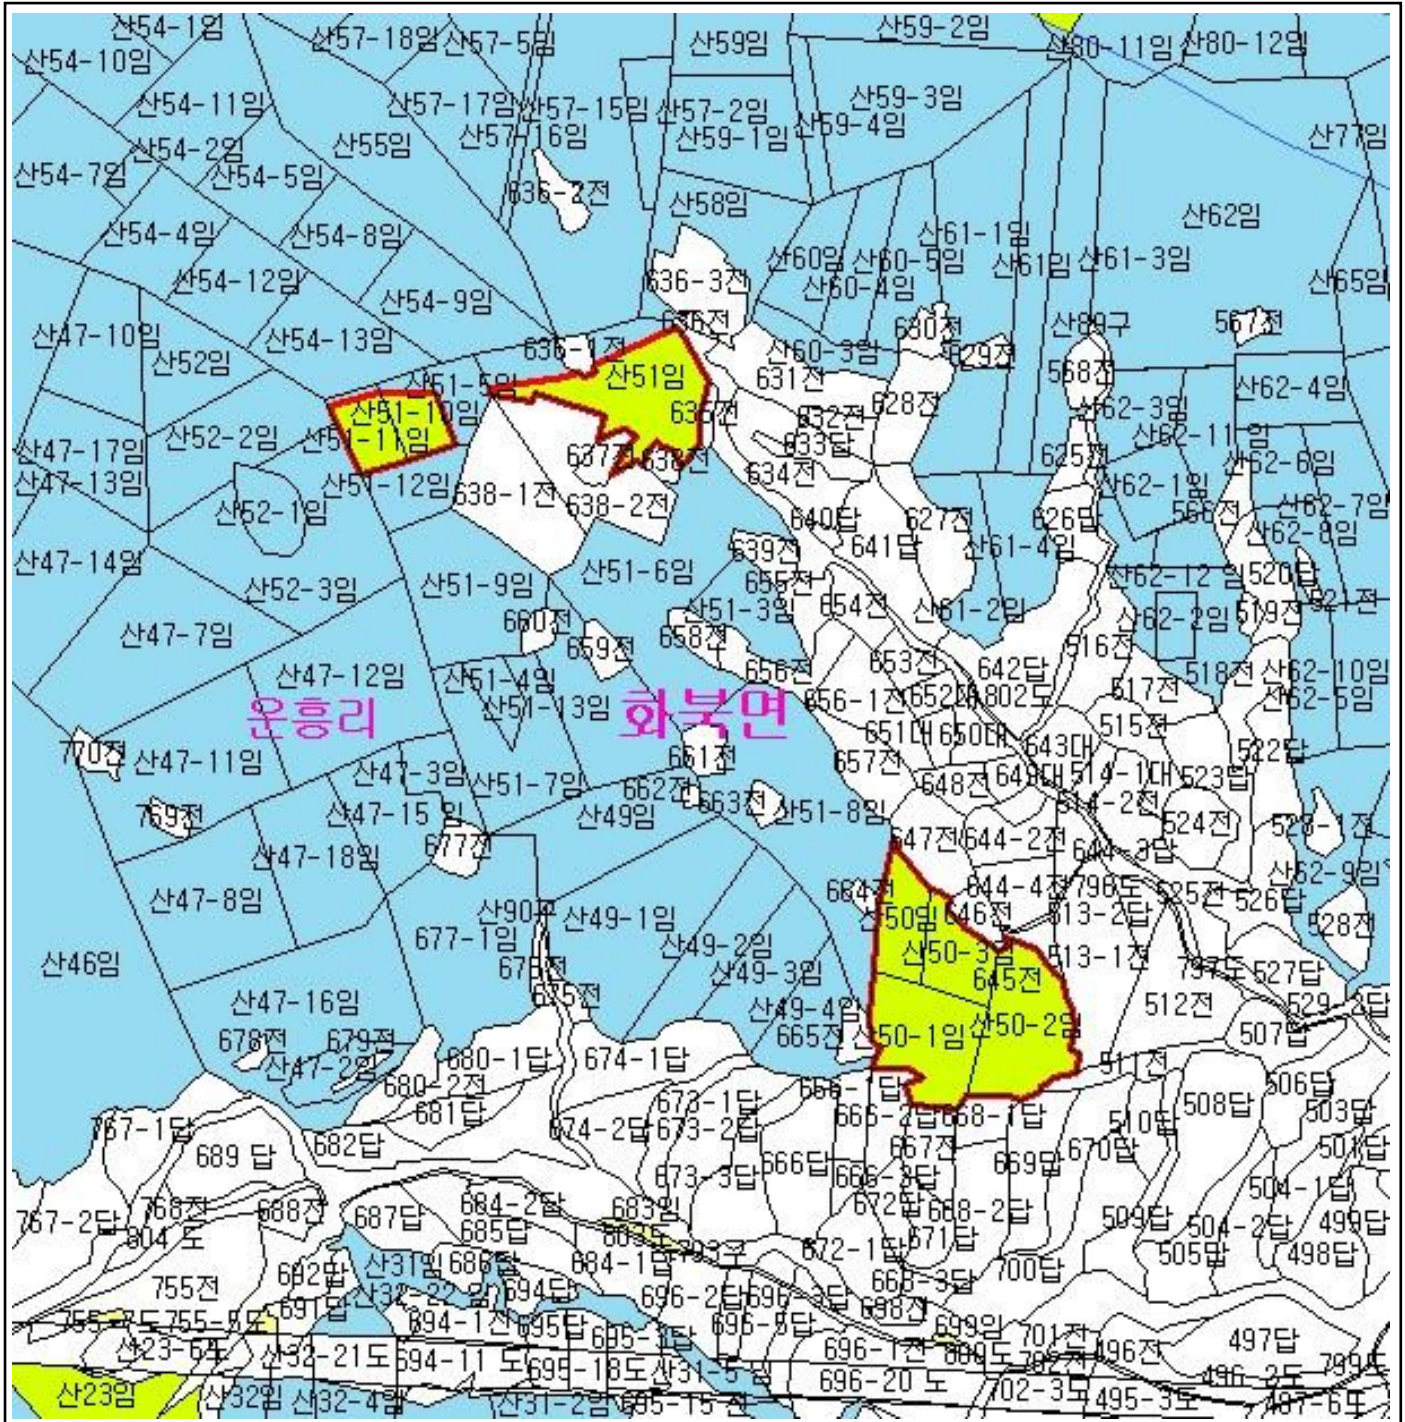 산54-1임
산57-18임
산57-5임
산59임
산59-2임
산80-11임
산80-12임
산54-10임
산54-11임
산57-17임
산57-15임
산57-2임
산59-3임
산57-16임
산59-1임
산59-4임
산77임
산54-2임
산55임
산54-7임
산54-5임
636-2전
산58임
산62임
산54-4임
산54-8임
산61-1임
산60임
산60-5임
산61임
산61-3임
산54-12임
636-3전
산60-4임
산65임
산54-9임
산47-10임
산54-13임
636전
630전
산89구
567전
산52임
636-1전
산60-3임
629전
산51-5임
산51임
631전
568전
산62-4임
산51-10임
635전
632전
628전
산62-3임
산47-17임
산52-2임
산51-11임
633답
산62-11 임
산47-13임
산51-12임
637전
638전
634전
625전
산62-6임
638-1전
638-2전
산62-1임
산62-7임
산52-1임
640답
627전
626답
566전
산62-8임
산47-14임
639전
641답
산61-4임
산52-3임
산51-9임
산51-6임
655전
산62-12 임
520답
산51-3임
654전
산61-2임
산62-2임
519전
521전
산47-7임
660전
659전
658전
516전
산47-12임
산51-4임
656전
653전
642답
518전
산62-10임
운흥리
산51-13임
화북면
656-1전
652대
802도
517전
산62-5임
651대
650대
515전
770전
산47-11임
661전
657전
643대
522답
산47-3임
산51-7임
648전
649대
514-1대
523답
662전
663전
산51-8임
514-2전
769전
산47-15 임
산49임
524전
528-1전
677전
647전
644-2전
644-3답
산47-18임
산62-9임
산47-8임
664전
644-4전
796도
525전
526답
산90구
산49-1임
산50임
646전
513-2답
528전
677-1임
산49-2임
산50-3임
513-1전
산46임
산49-3임
645전
797도
527답
675전
산47-16임
산49-4임
512전
529-2답
678전
679전
665전
산50-1임
산50-2임
507답
산47-2임
680-1답
674-1답
511전
680-2전
666-1답
506답
681답
673-1답
666-2답
668-1답
508답
503답
767-1답
682답
674-2답
673-2답
667전
510답
501답
689 답
673-3답
666답
666-3답
669답
670답
504-1답
768전
688전
684-2답
683임
672답
668-2답
767-2답
687답
509답
504-2답
499답
804 도
685답
803도
793구
672-1답
671답
505답
498답
692답
산31임
686답
684-1답
668-3답
700답
755전
산32-22 임
694답
696-2답
696-3답
698전
691답
755-7도
755-5도
694-1전
695답
695-1답
696-5답
699임
701전
497답
산23-6도
산32-21도
694-11 도
695-18도
산31-5 임
696-1전
496전
496-2도
799도
696-20 도
산23임
산32임
산32-4임
산31-2임
695-15 전
702-3도
495-3도
497-6도